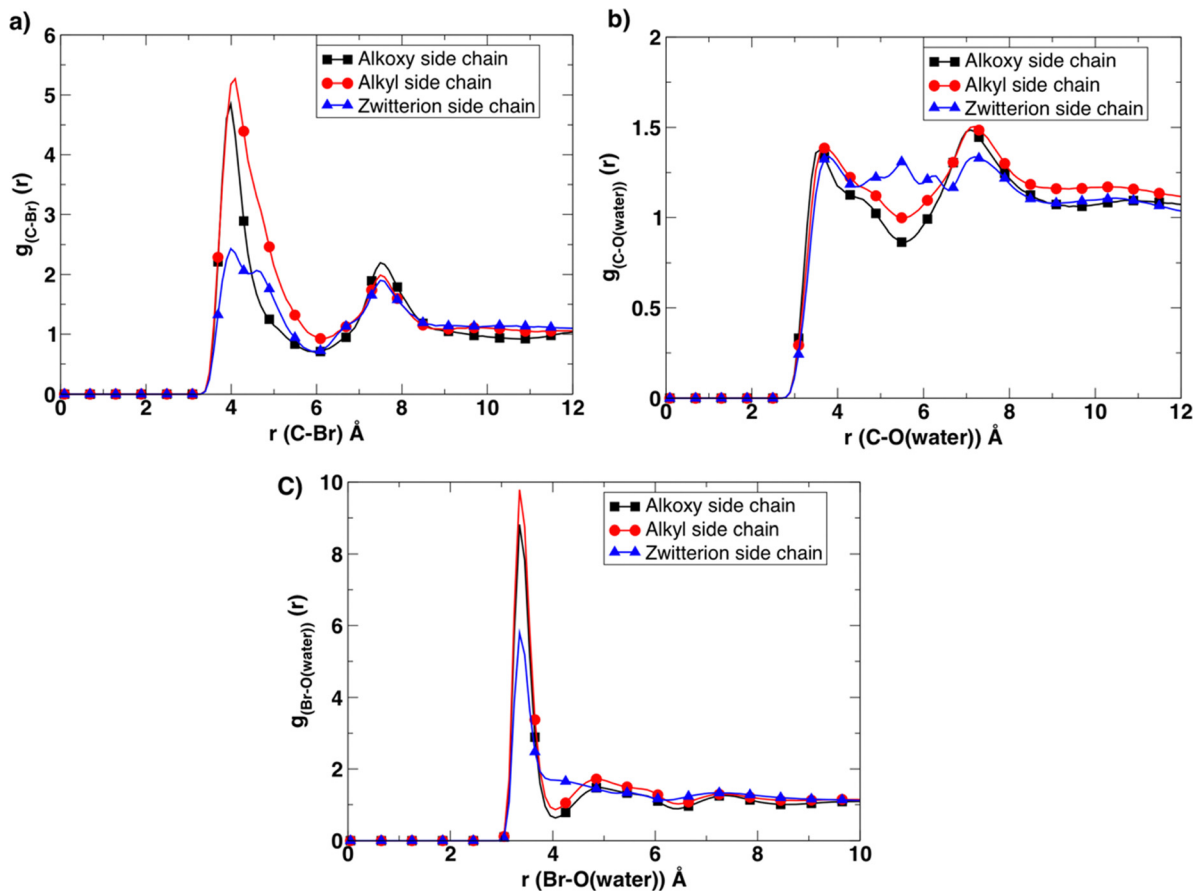 a)
g(C-Br) (r)
6
5
4
3
2
1
0
0 2 4 6 8 10 12
r (C-Br) Å
Alkoxy side chain
Alkyl side chain
Zwitterion side chain
b)
g(C-O(water)) (r)
2
1.5
1
0.5
0
0 2 4 6 8 10 12
r (C-O(water)) Å
Alkoxy side chain
Alkyl side chain
Zwitterion side chain
C)
g(Br-O(water)) (r)
10
8
6
4
2
0
0 2 4 6 8 10
r (Br-O(water)) Å
Alkoxy side chain
Alkyl side chain
Zwitterion side chain